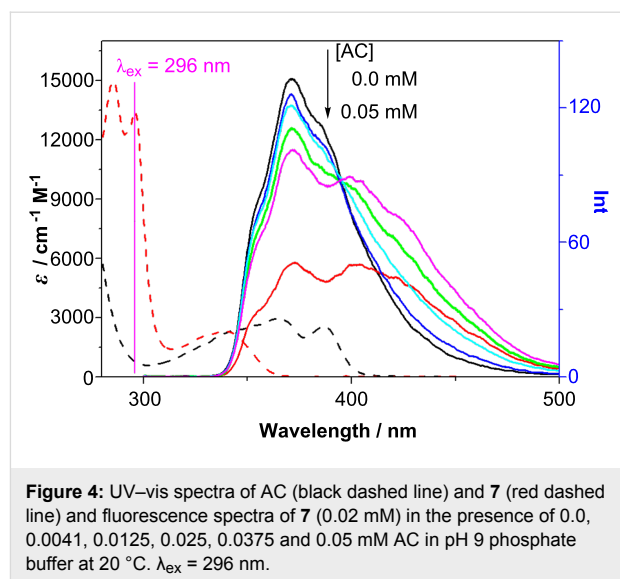 [AC]
λex = 296 nm
0.0 mM
0.05 mM
15000
12000
9000
6000
3000
0
ε / cm-1 M-1
120
60
0
Int
300
400
500
Wavelength / nm
Figure 4: UV–vis spectra of AC (black dashed line) and 7 (red dashed
line) and fluorescence spectra of 7 (0.02 mM) in the presence of 0.0,
0.0041, 0.0125, 0.025, 0.0375 and 0.05 mM AC in pH 9 phosphate
buffer at 20 °C. λex = 296 nm.